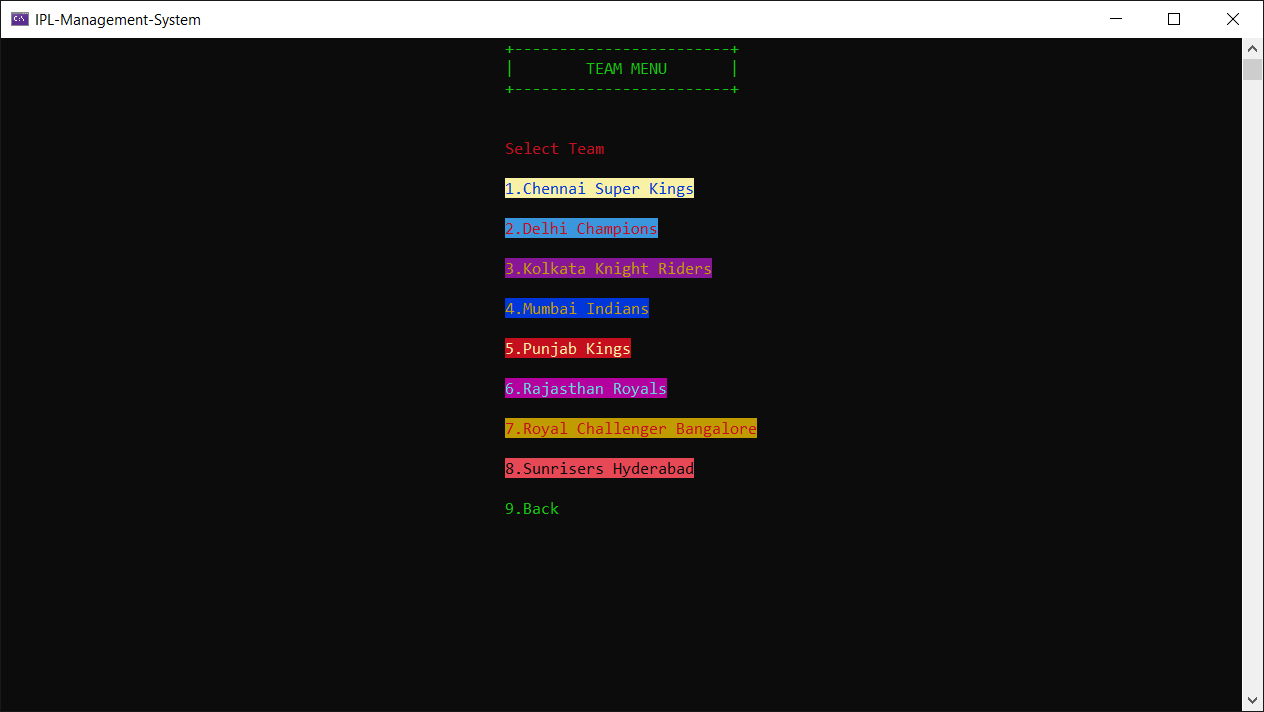 IPL-Management-System
+------------------------+
|        TEAM MENU       |
+------------------------+
Select Team
1.Chennai Super Kings
2.Delhi Champions
3.Kolkata Knight Riders
4.Mumbai Indians
5.Punjab Kings
6.Rajasthan Royals
7.Royal Challenger Bangalore
8.Sunrisers Hyderabad
9.Back